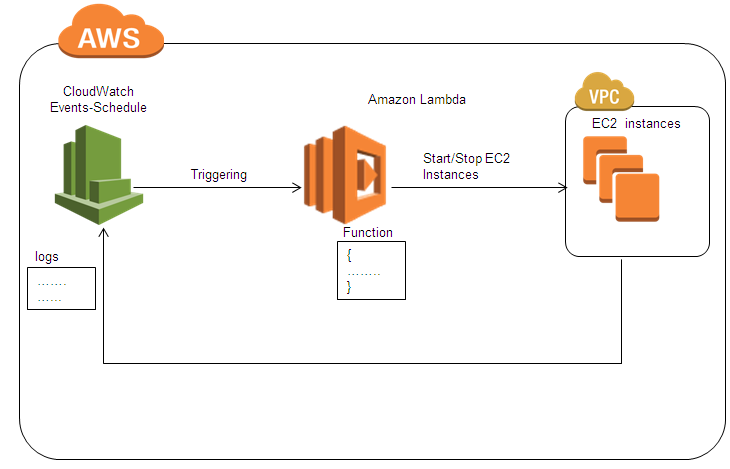 AWS
CloudWatch
Events-Schedule
Amazon Lambda
VPC
EC2 instances
Triggering
Start/Stop EC2
Instances
Function
{
........
}
logs
.......
......